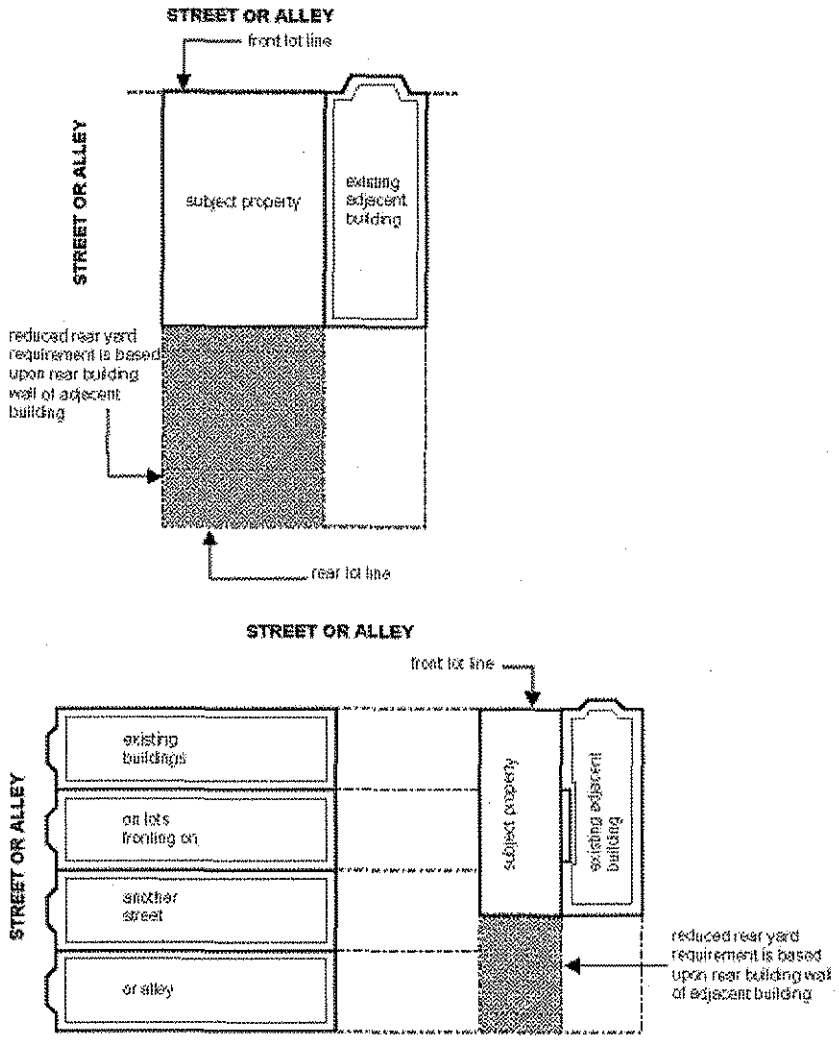 STREET OR ALLEY
front lot line
STREET OR ALLEY
subject property
existing
adjacent
building
reduced rear yard
requirement is based
upon rear building
wall of adjacent
building
rear lot line
STREET OR ALLEY
front lot line
STREET OR ALLEY
existing
buildings
on lots
fronting on
another
street
or alley
subject property
existing adjacent
building
reduced rear yard
requirement is based
upon rear building wall
of adjacent building